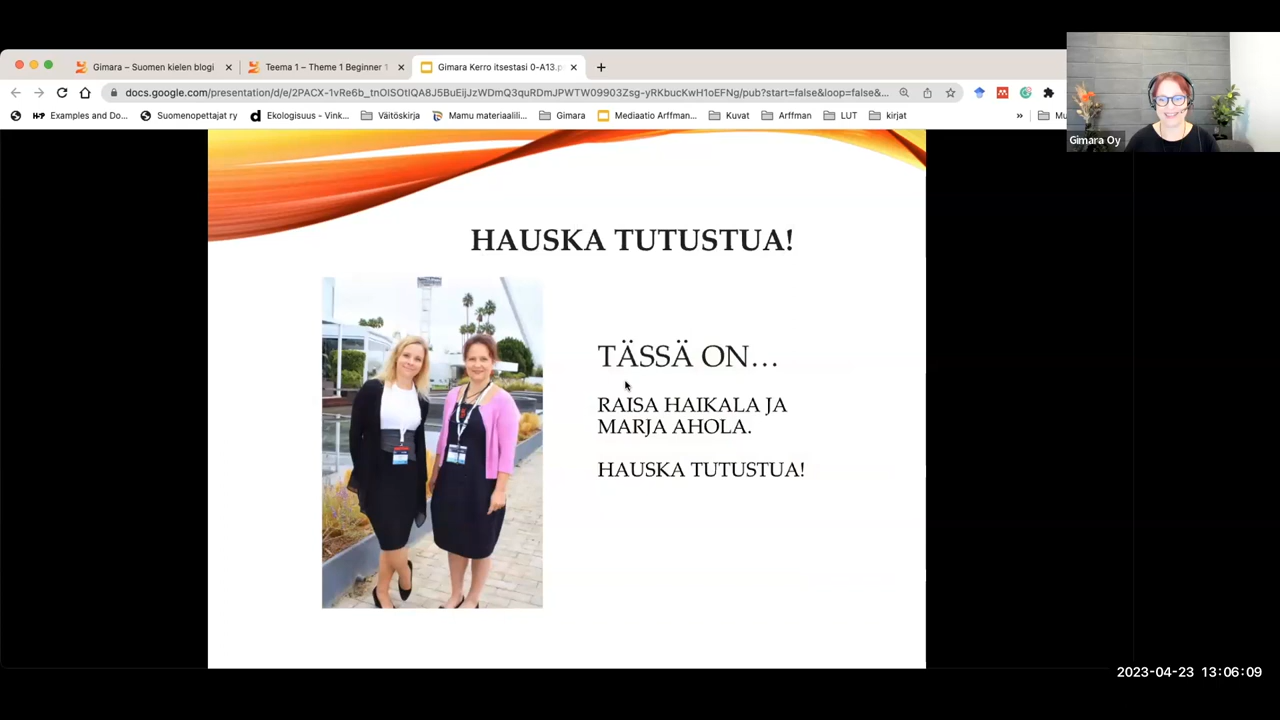 Gimara – Suomen kielen blogi
Teema 1 – Theme 1 Beginner 1
Gimara Kerro itsestasi 0-A13.p
docs.google.com/presentation/d/e/2PACX-1vRe6b_tnOlSOtIQA8J5BuEijJzWDmQ3quRDmJPWTW09903Zsg-yRKbucKwH1oEFNg/pub?start=false&loop=false&...
Examples and Do... Suomenopettajat ry Ekologisuus - Vink... Väitöskirja Mamu materiaalil... Gimara Mediaatio Arffman... Kuvat Arffman LUT kirjat » Mu
Gimara Oy
HAUSKA TUTUSTUA!
TÄSSÄ ON...
RAISA HAIKALA JA
MARJA AHOLA.
HAUSKA TUTUSTUA!
2023-04-23 13:06:09